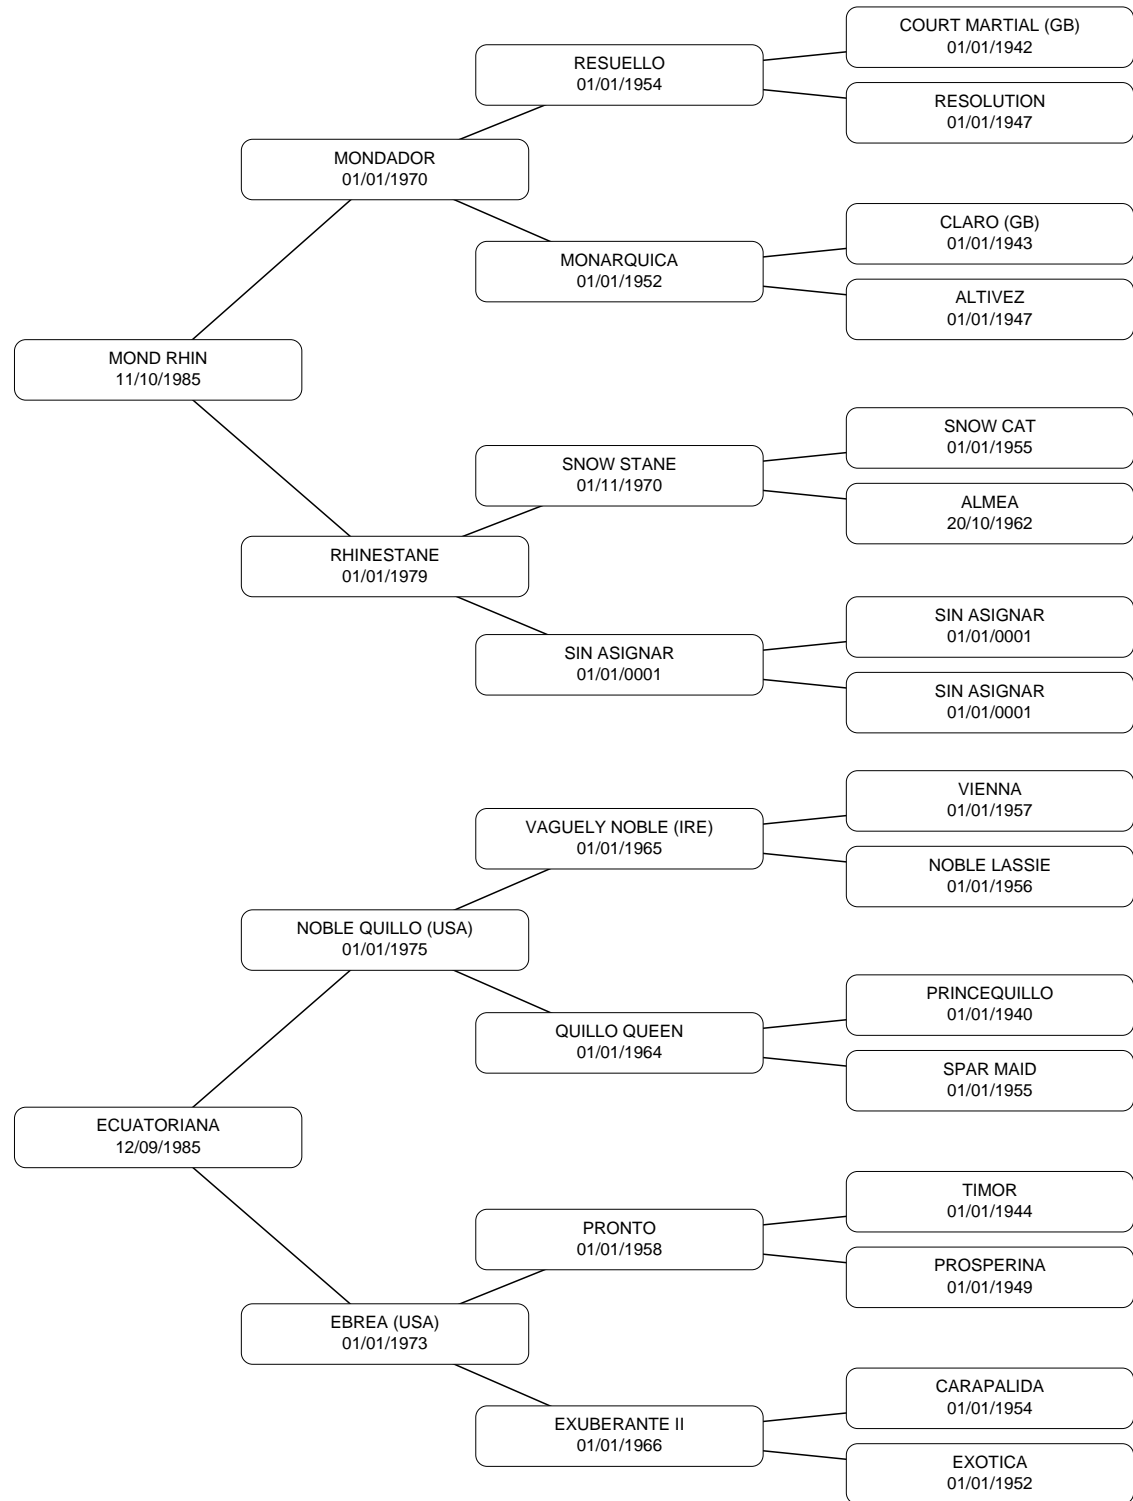 COURT MARTIAL (GB)
01/01/1942
RESUELLO
01/01/1954
RESOLUTION
01/01/1947
MONDADOR
01/01/1970
CLARO (GB)
01/01/1943
MONARQUICA
01/01/1952
ALTIVEZ
01/01/1947
MOND RHIN
11/10/1985
SNOW CAT
01/01/1955
SNOW STANE
01/11/1970
ALMEA
20/10/1962
RHINESTANE
01/01/1979
SIN ASIGNAR
01/01/0001
SIN ASIGNAR
01/01/0001
SIN ASIGNAR
01/01/0001
VIENNA
01/01/1957
VAGUELY NOBLE (IRE)
01/01/1965
NOBLE LASSIE
01/01/1956
NOBLE QUILLO (USA)
01/01/1975
PRINCEQUILLO
01/01/1940
QUILLO QUEEN
01/01/1964
SPAR MAID
01/01/1955
ECUATORIANA
12/09/1985
TIMOR
01/01/1944
PRONTO
01/01/1958
PROSPERINA
01/01/1949
EBREA (USA)
01/01/1973
CARAPALIDA
01/01/1954
EXUBERANTE II
01/01/1966
EXOTICA
01/01/1952